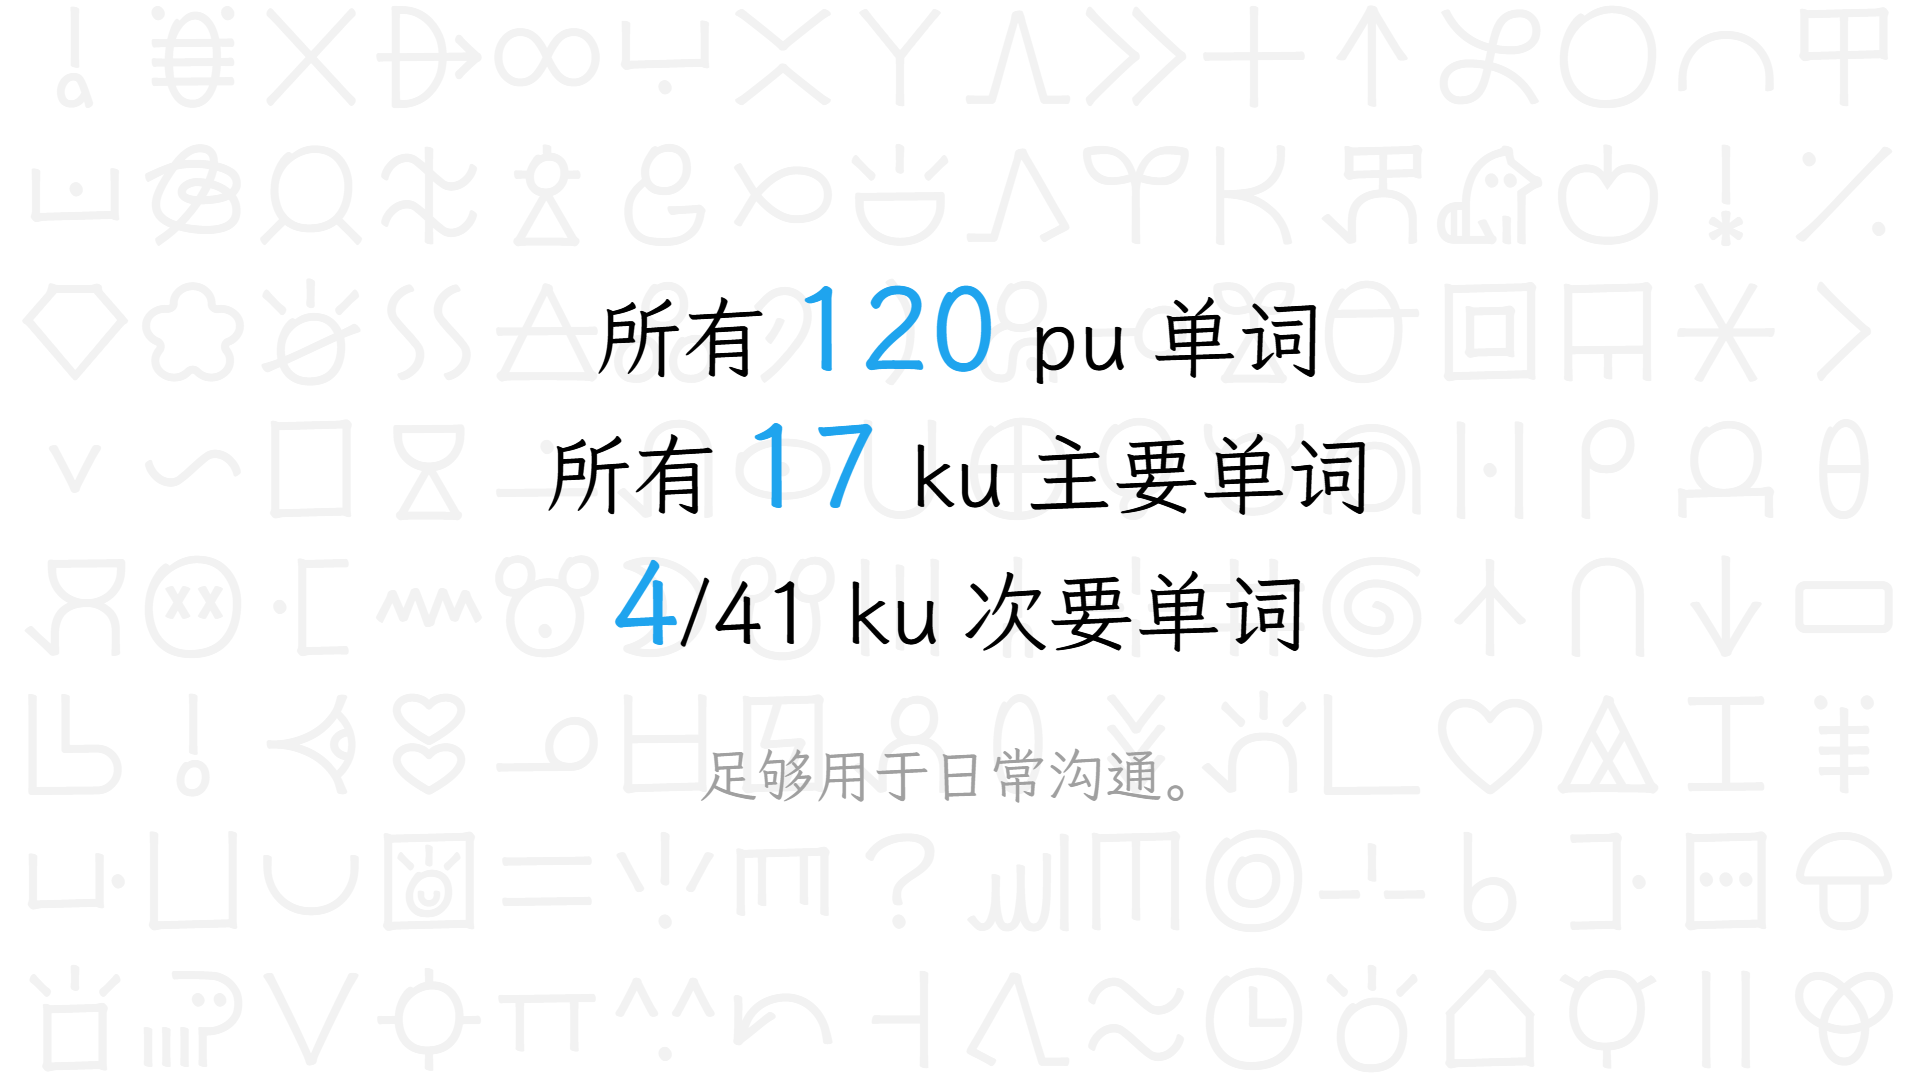 所有 120 pu 单词
所有 17 ku 主要单词
4/41 ku 次要单词
足够用于日常沟通。